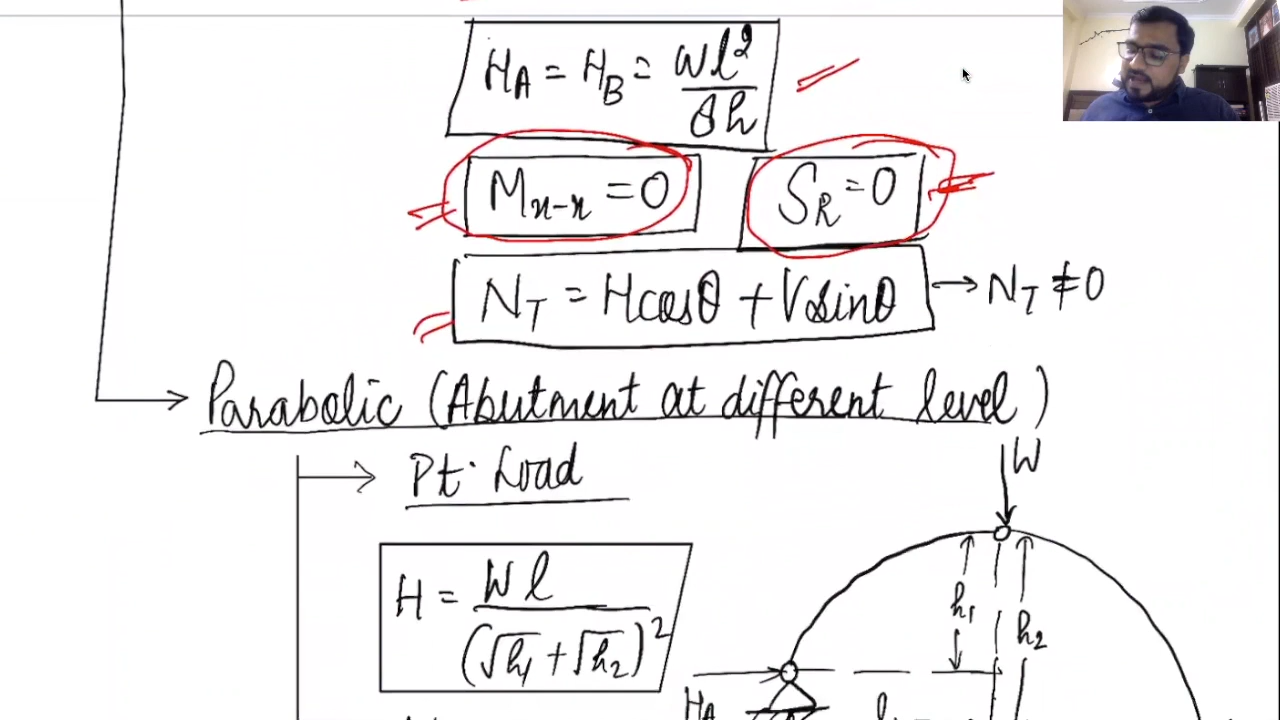 H_A = H_B = Wl²/8h
M_x-x = 0
S_R = 0
N_T = Hcosθ + Vsinθ → N_T ≠ 0
Parabolic (Abutment at different level)
Pt. Load
W
H = Wl/(√h₁ + √h₂)²
h₁
h₂
H_A